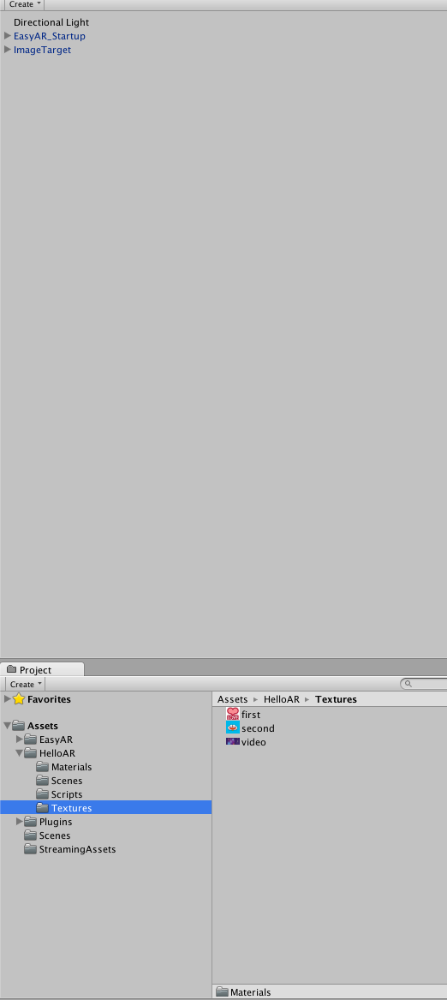 Create
Directional Light
EasyAR_Startup
ImageTarget
Project
Create
Favorites
Assets
EasyAR
HelloAR
Materials
Scenes
Scripts
Textures
Plugins
Scenes
StreamingAssets
Assets ▸ HelloAR ▸ Textures
first
second
video
Materials